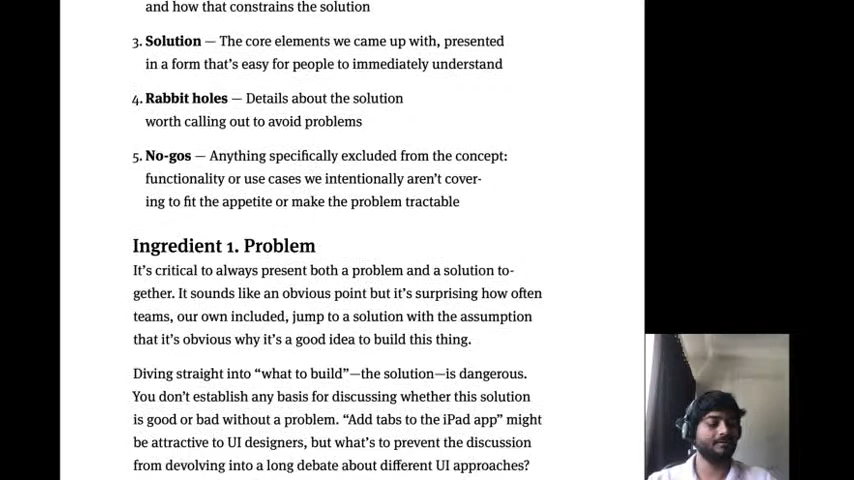 and how that constrains the solution
3. Solution — The core elements we came up with, presented
in a form that's easy for people to immediately understand
4. Rabbit holes — Details about the solution
worth calling out to avoid problems
5. No-gos — Anything specifically excluded from the concept:
functionality or use cases we intentionally aren't cover-
ing to fit the appetite or make the problem tractable
Ingredient 1. Problem
It's critical to always present both a problem and a solution to-
gether. It sounds like an obvious point but it's surprising how often
teams, our own included, jump to a solution with the assumption
that it's obvious why it's a good idea to build this thing.
Diving straight into “what to build”—the solution—is dangerous.
You don't establish any basis for discussing whether this solution
is good or bad without a problem. “Add tabs to the iPad app” might
be attractive to UI designers, but what's to prevent the discussion
from devolving into a long debate about different UI approaches?